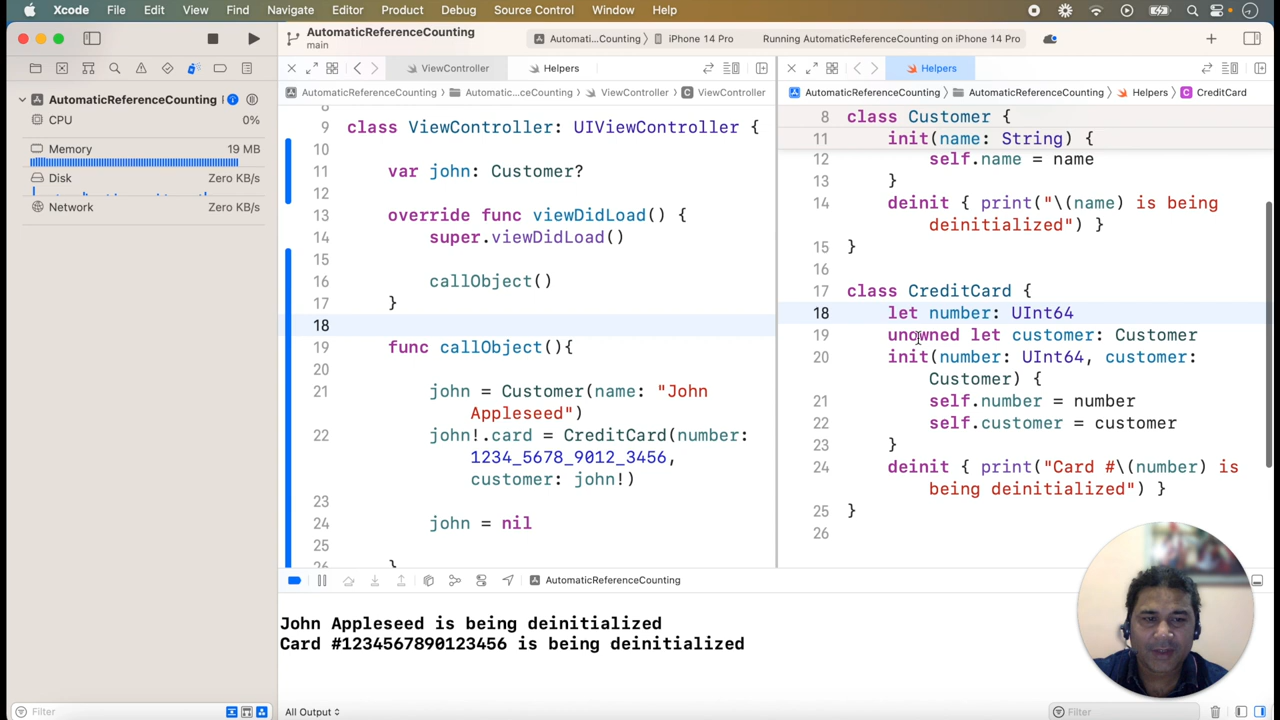 Xcode File Edit View Find Navigate Editor Product Debug Source Control Window Help
AutomaticReferenceCounting
main
Automati...Counting
iPhone 14 Pro
Running AutomaticReferenceCounting on iPhone 14 Pro
AutomaticReferenceCounting
CPU 0%
Memory 19 MB
Disk Zero KB/s
Network Zero KB/s
Filter
ViewController Helpers
AutomaticReferenceCounting Automatic...ceCounting ViewController ViewController
9 class ViewController: UIViewController {
10
11 var john: Customer?
12
13 override func viewDidLoad() {
14 super.viewDidLoad()
15
16 callObject()
17 }
18
19 func callObject(){
20
21 john = Customer(name: "John
Appleseed")
22 john!.card = CreditCard(number:
1234_5678_9012_3456,
customer: john!)
23
24 john = nil
25
26 }
Helpers
AutomaticReferenceCounting AutomaticReferenceCounting Helpers CreditCard
8 class Customer {
11 init(name: String) {
12 self.name = name
13 }
14 deinit { print("\(name) is being
deinitialized") }
15 }
16
17 class CreditCard {
18 let number: UInt64
19 unowned let customer: Customer
20 init(number: UInt64, customer:
Customer) {
21 self.number = number
22 self.customer = customer
23 }
24 deinit { print("Card #\(number) is
being deinitialized") }
25 }
26
AutomaticReferenceCounting
John Appleseed is being deinitialized
Card #1234567890123456 is being deinitialized
All Output
Filter